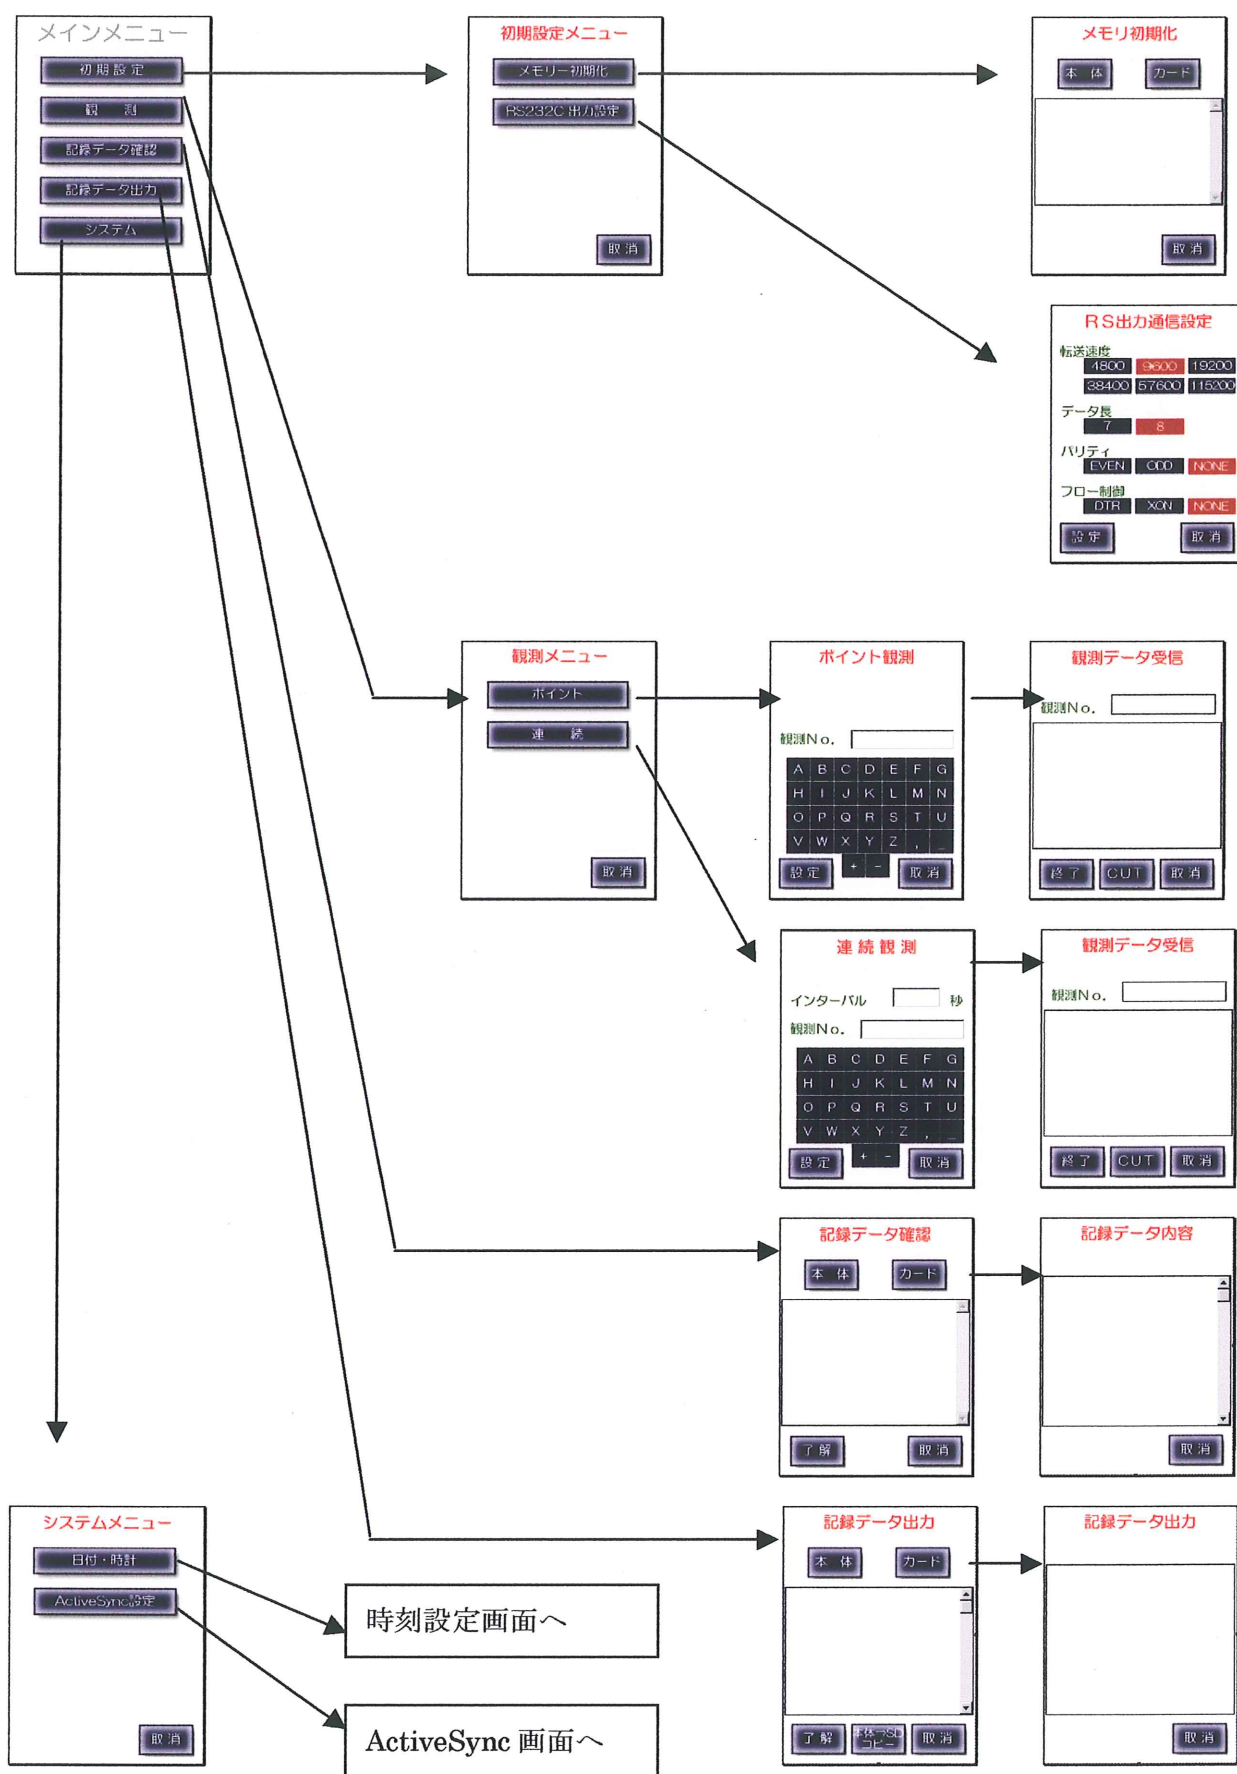 メインメニュー
初期設定
観 測
記録データ確認
記録データ出力
システム
初期設定メニュー
メモリー初期化
RS232C出力設定
取消
メモリ初期化
本 体 カード
取消
RS出力通信設定
転送速度
4800 9600 19200
38400 57600 115200
データ長
7 8
パリティ
EVEN ODD NONE
フロー制御
DTR XON NONE
設定 取消
観測メニュー
ポイント
連 続
取消
ポイント観測
観測No.
A B C D E F G
H I J K L M N
O P Q R S T U
V W X Y Z , _
設定 + - 取消
観測データ受信
観測No.
終了 CUT 取消
連続観測
インターバル 秒
観測No.
A B C D E F G
H I J K L M N
O P Q R S T U
V W X Y Z , _
設定 + - 取消
観測データ受信
観測No.
終了 CUT 取消
記録データ確認
本 体 カード
了解 取消
記録データ内容
取消
システムメニュー
日付・時計
ActiveSync設定
取消
時刻設定画面へ
ActiveSync 画面へ
記録データ出力
本 体 カード
了解 本体→SD
コピー 取消
記録データ出力
取消